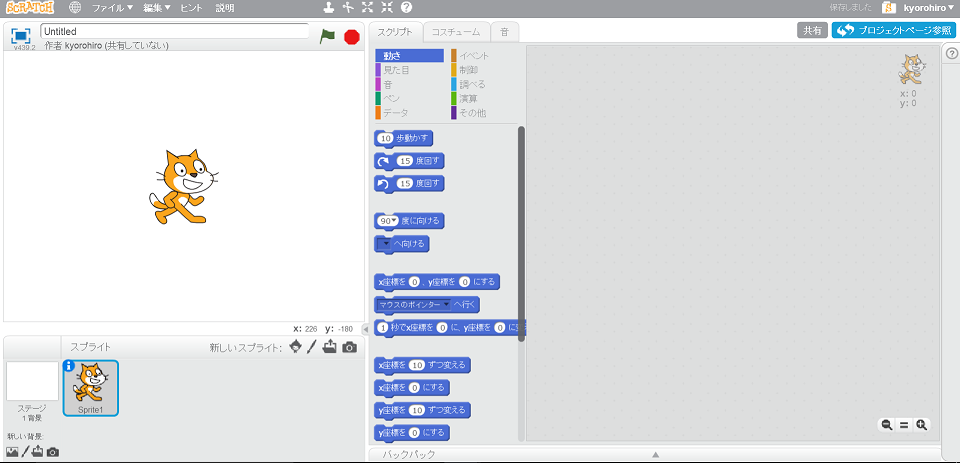 SCRATCH ファイル▼ 編集▼ ヒント 説明 保存しました kyorohiro▼
v439.2
Untitled
作者 kyorohiro (共有していない)
スクリプト コスチューム 音 共有 プロジェクトページ参照
動き イベント
見た目 制御
音 調べる
ペン 演算
データ その他
x: 0
y: 0
10 歩動かす
15 度回す
15 度回す
90▼ 度に向ける
▼ へ向ける
x座標を 0 、y座標を 0 にする
マウスのポインター▼ へ行く
1 秒でx座標を 0 に、y座標を 0 に
x座標を 10 ずつ変える
x座標を 0 にする
y座標を 10 ずつ変える
y座標を 0 にする
x: 226 y: -180
スプライト 新しいスプライト:
ステージ
1 背景
Sprite1
新しい背景:
バックパック